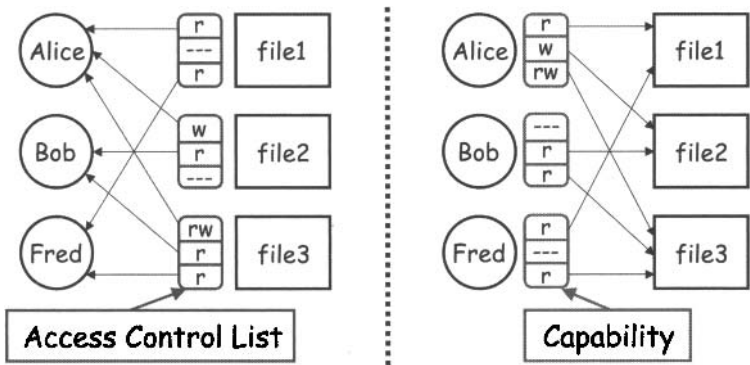 Alice
r
---
r
file1
Bob
w
r
---
file2
Fred
rw
r
r
file3
Access Control List
Alice
r
w
rw
file1
Bob
---
r
r
file2
Fred
r
---
r
file3
Capability